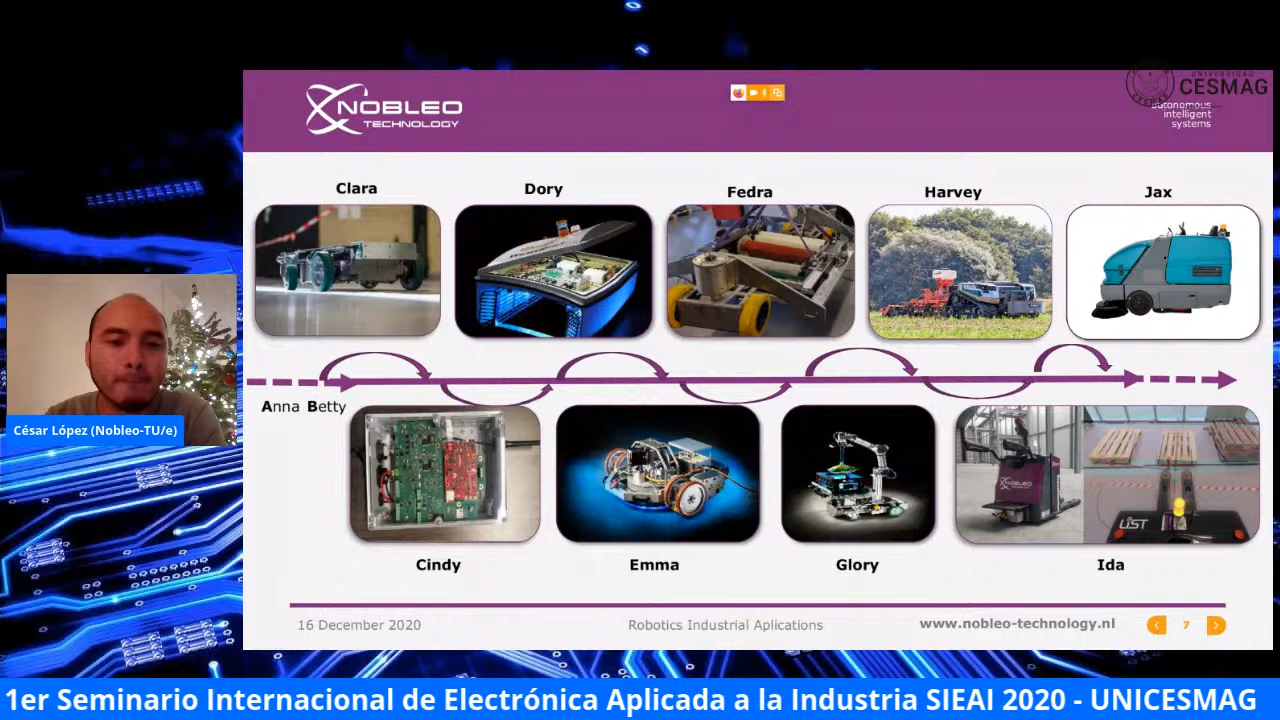 NOBLEO
TECHNOLOGY
UNIVERSIDAD
CESMAG
autonomous
intelligent
systems
Clara
Dory
Fedra
Harvey
Jax
Anna Betty
NOBLEO
LIST
Cindy
Emma
Glory
Ida
16 December 2020
Robotics Industrial Aplications
www.nobleo-technology.nl
7
César López (Nobleo-TU/e)
1er Seminario Internacional de Electrónica Aplicada a la Industria SIEAI 2020 - UNICESMAG